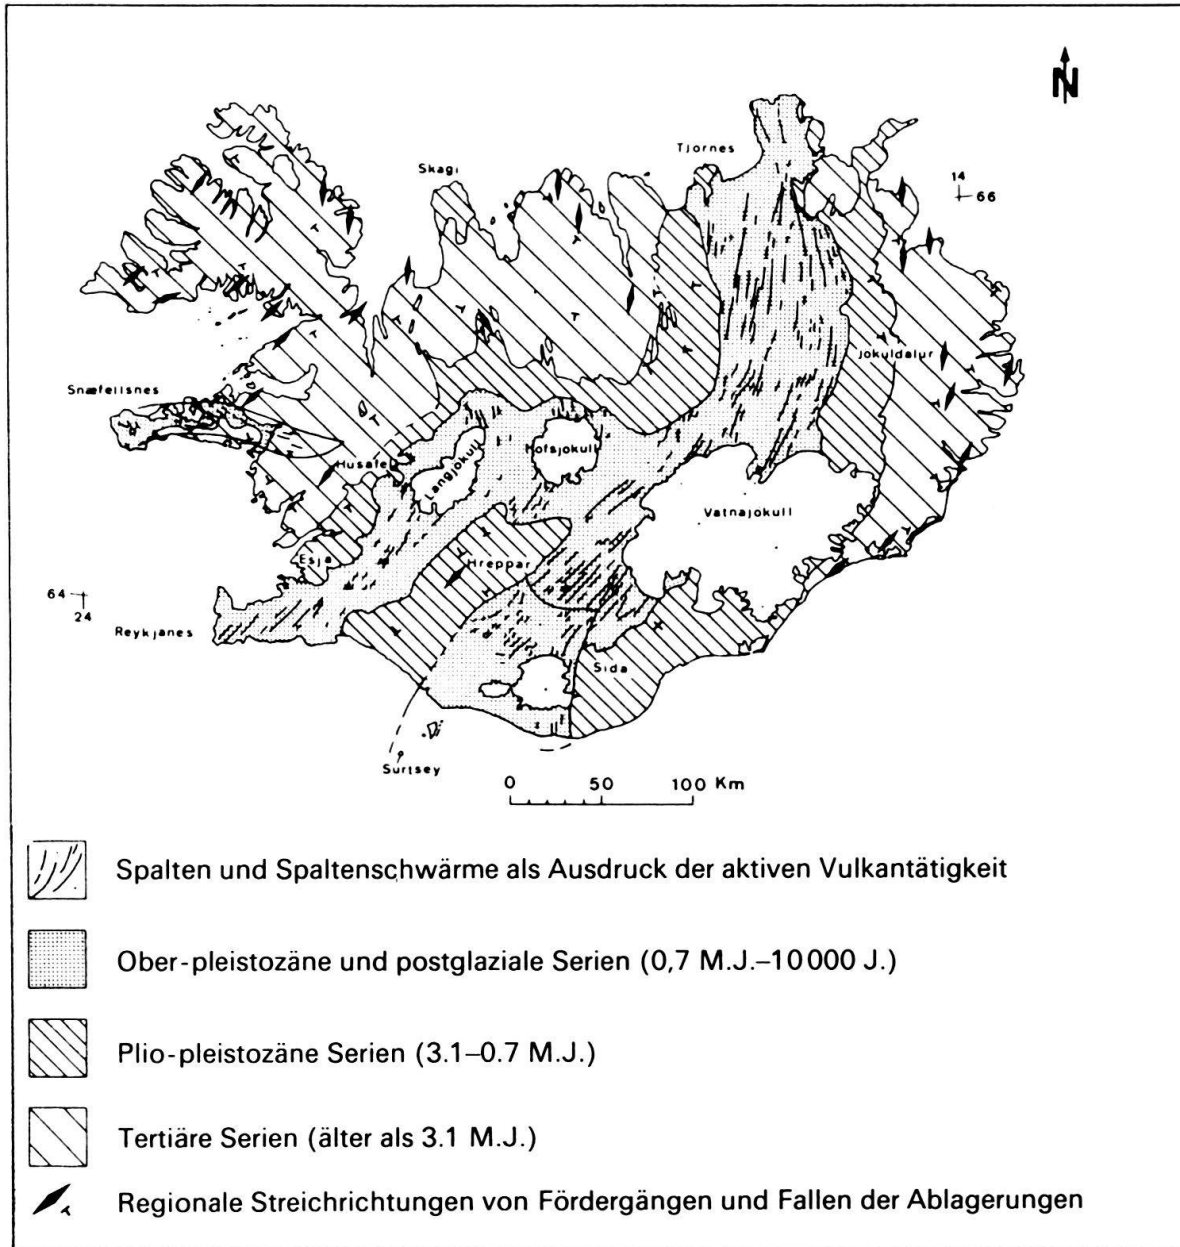 N
Tjornes
Skagi
14
66
Jokuldalur
Snæfellsnes
Husafell
Langjokull
Hofsjokull
Vatnajokull
Esja
Hreppar
64
24
Reykjanes
Sida
Surtsey
0 50 100 Km
Spalten und Spaltenschwärme als Ausdruck der aktiven Vulkantätigkeit
Ober-pleistozäne und postglaziale Serien (0,7 M.J.–10 000 J.)
Plio-pleistozäne Serien (3.1–0.7 M.J.)
Tertiäre Serien (älter als 3.1 M.J.)
Regionale Streichrichtungen von Fördergängen und Fallen der Ablagerungen